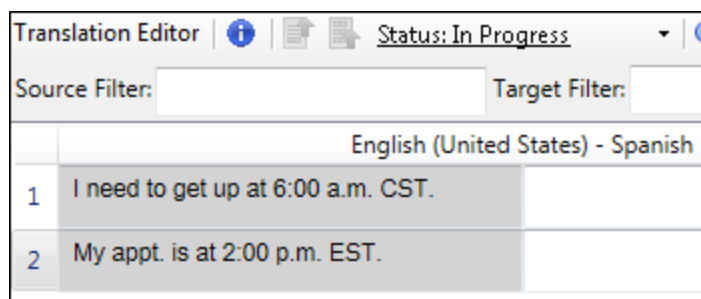 Translation Editor Status: In Progress
Source Filter: Target Filter:
English (United States) - Spanish
1 I need to get up at 6:00 a.m. CST.
2 My appt. is at 2:00 p.m. EST.